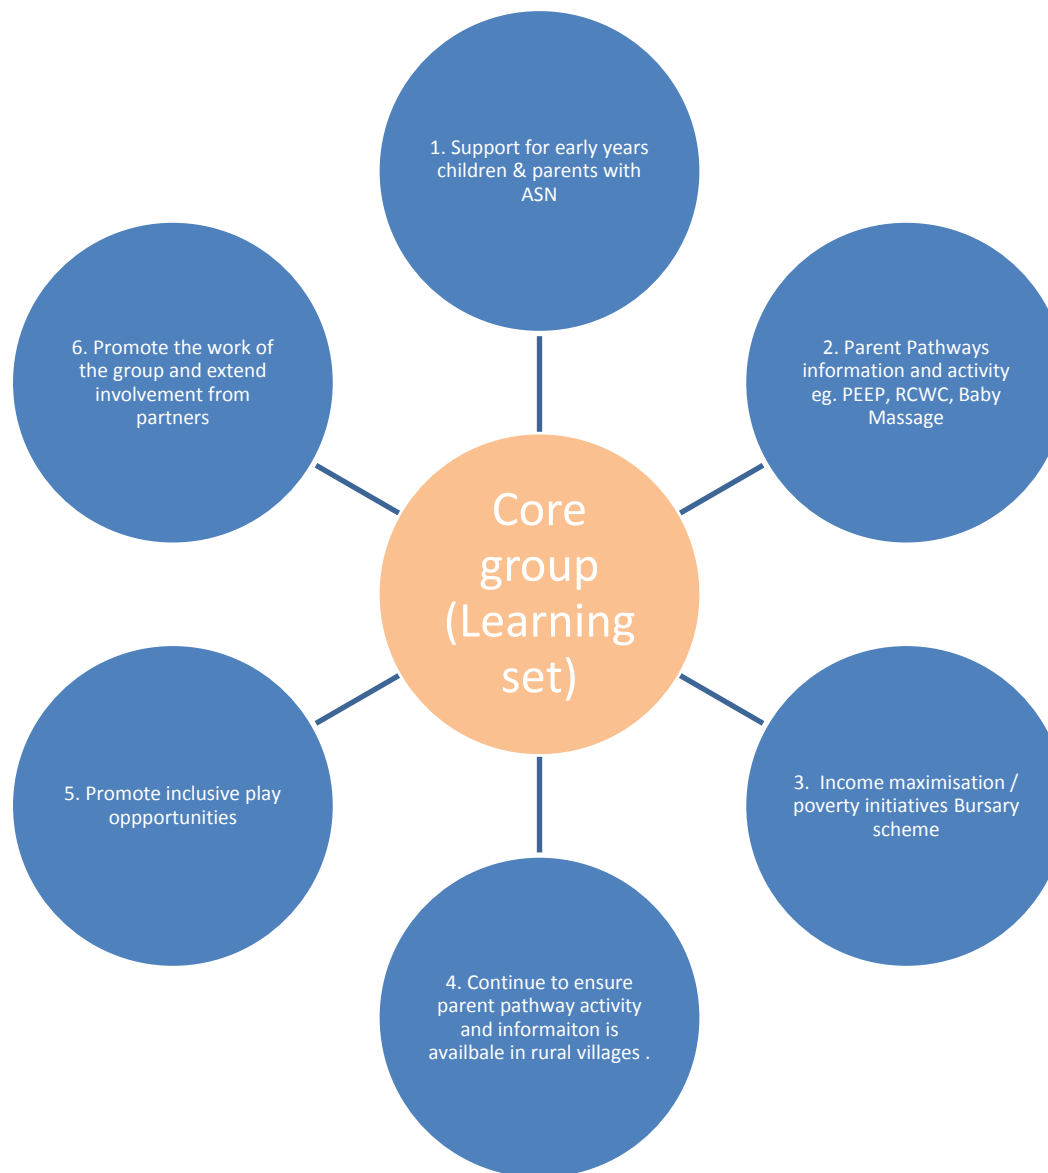 1. Support for early years
children & parents with
ASN
2. Parent Pathways
information and activity
eg. PEEP, RCWC, Baby
Massage
3.  Income maximisation /
poverty initiatives Bursary
scheme
4. Continue to ensure
parent pathway activity
and informaiton is
availbale in rural villages .
5. Promote inclusive play
oppportunities
6. Promote the work of
the group and extend
involvement from
partners
Core
group
(Learning
set)